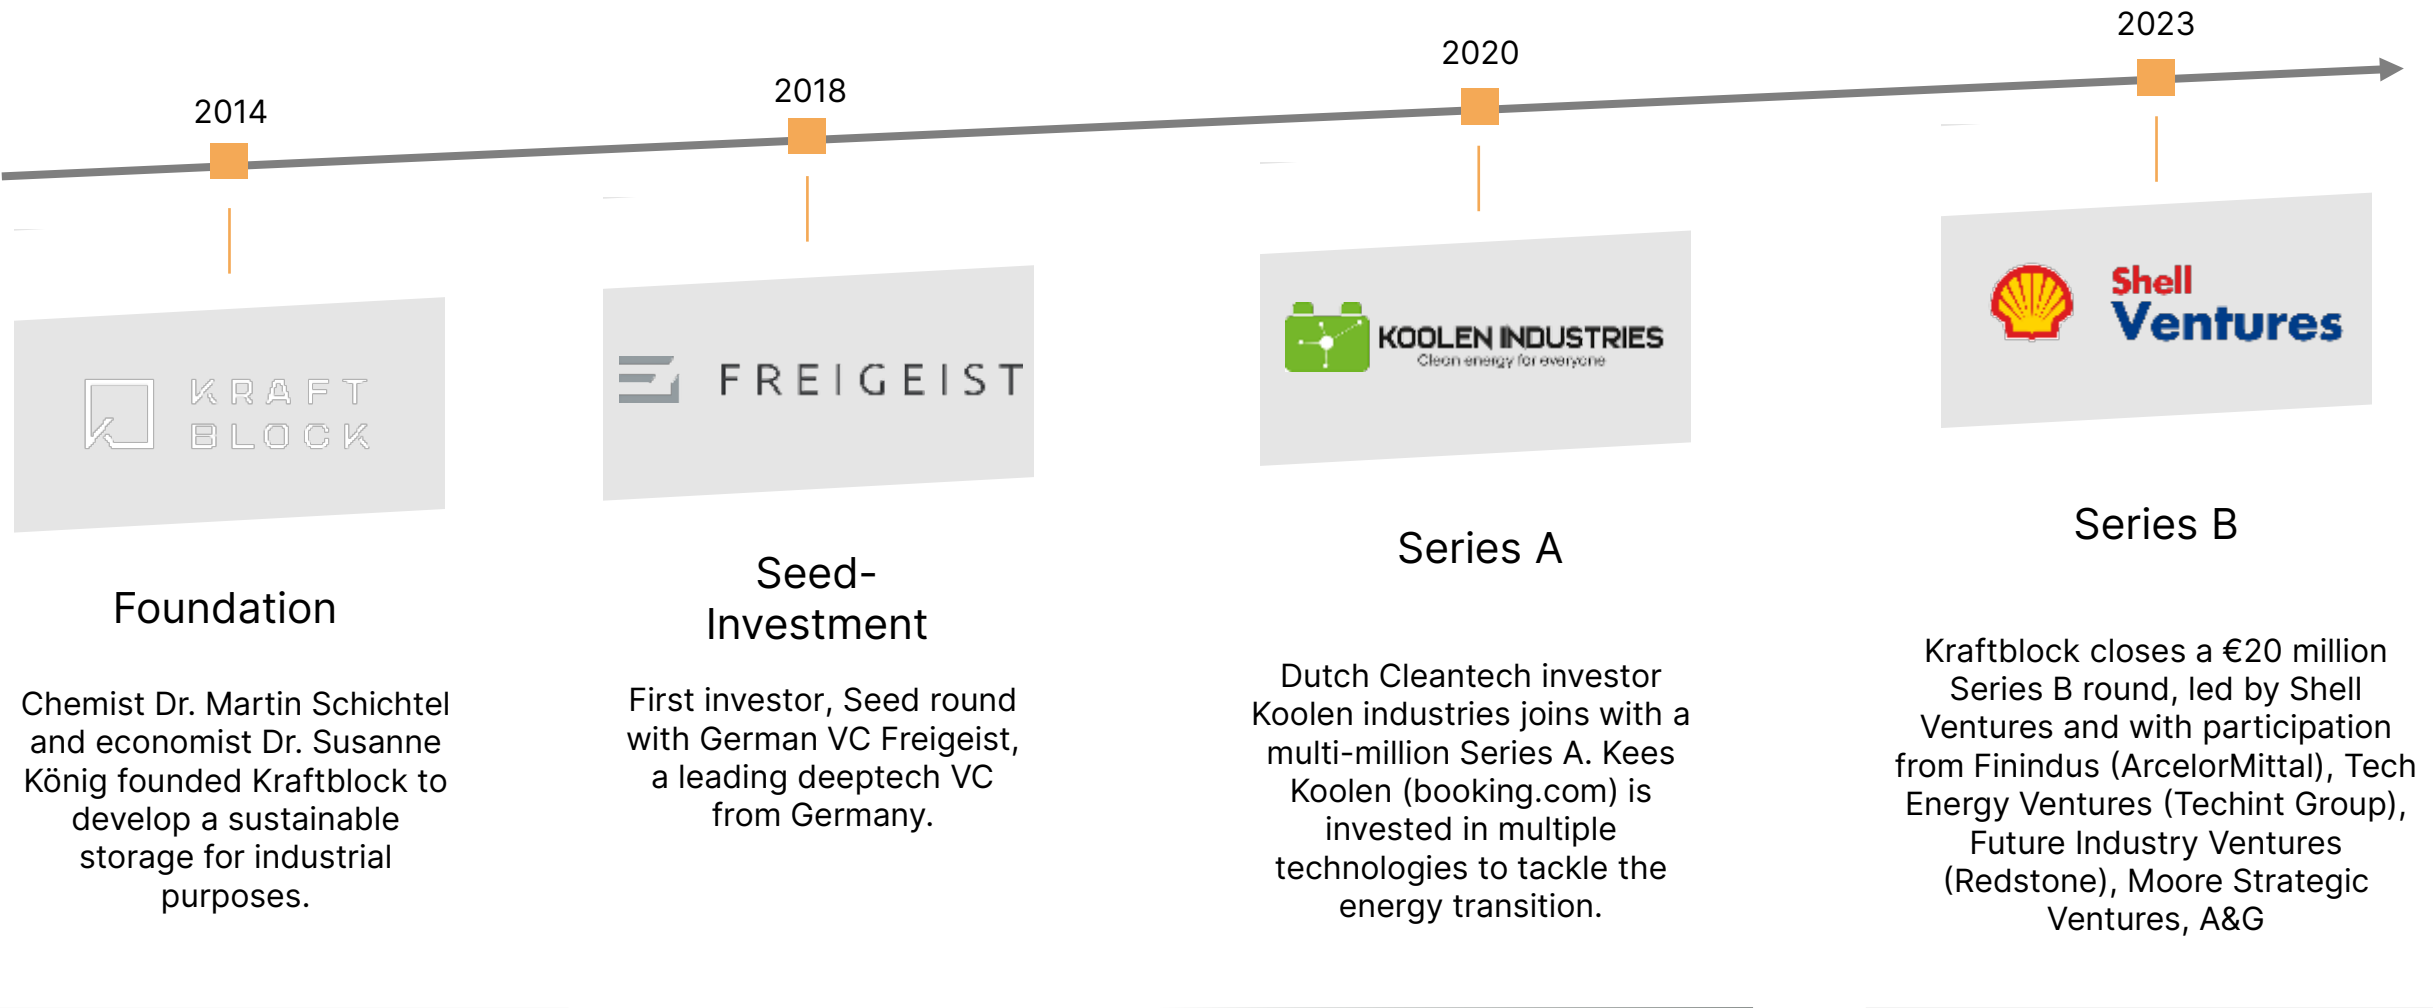 2014
2018
2020
2023
KRAFT
BLOCK
FREIGEIST
KOOLEN INDUSTRIES
Clean energy for everyone
Shell
Ventures
Foundation
Chemist Dr. Martin Schichtel
and economist Dr. Susanne
König founded Kraftblock to
develop a sustainable
storage for industrial
purposes.
Seed-
Investment
First investor, Seed round
with German VC Freigeist,
a leading deeptech VC
from Germany.
Series A
Dutch Cleantech investor
Koolen industries joins with a
multi-million Series A. Kees
Koolen (booking.com) is
invested in multiple
technologies to tackle the
energy transition.
Series B
Kraftblock closes a €20 million
Series B round, led by Shell
Ventures and with participation
from Finindus (ArcelorMittal), Tech
Energy Ventures (Techint Group),
Future Industry Ventures
(Redstone), Moore Strategic
Ventures, A&G